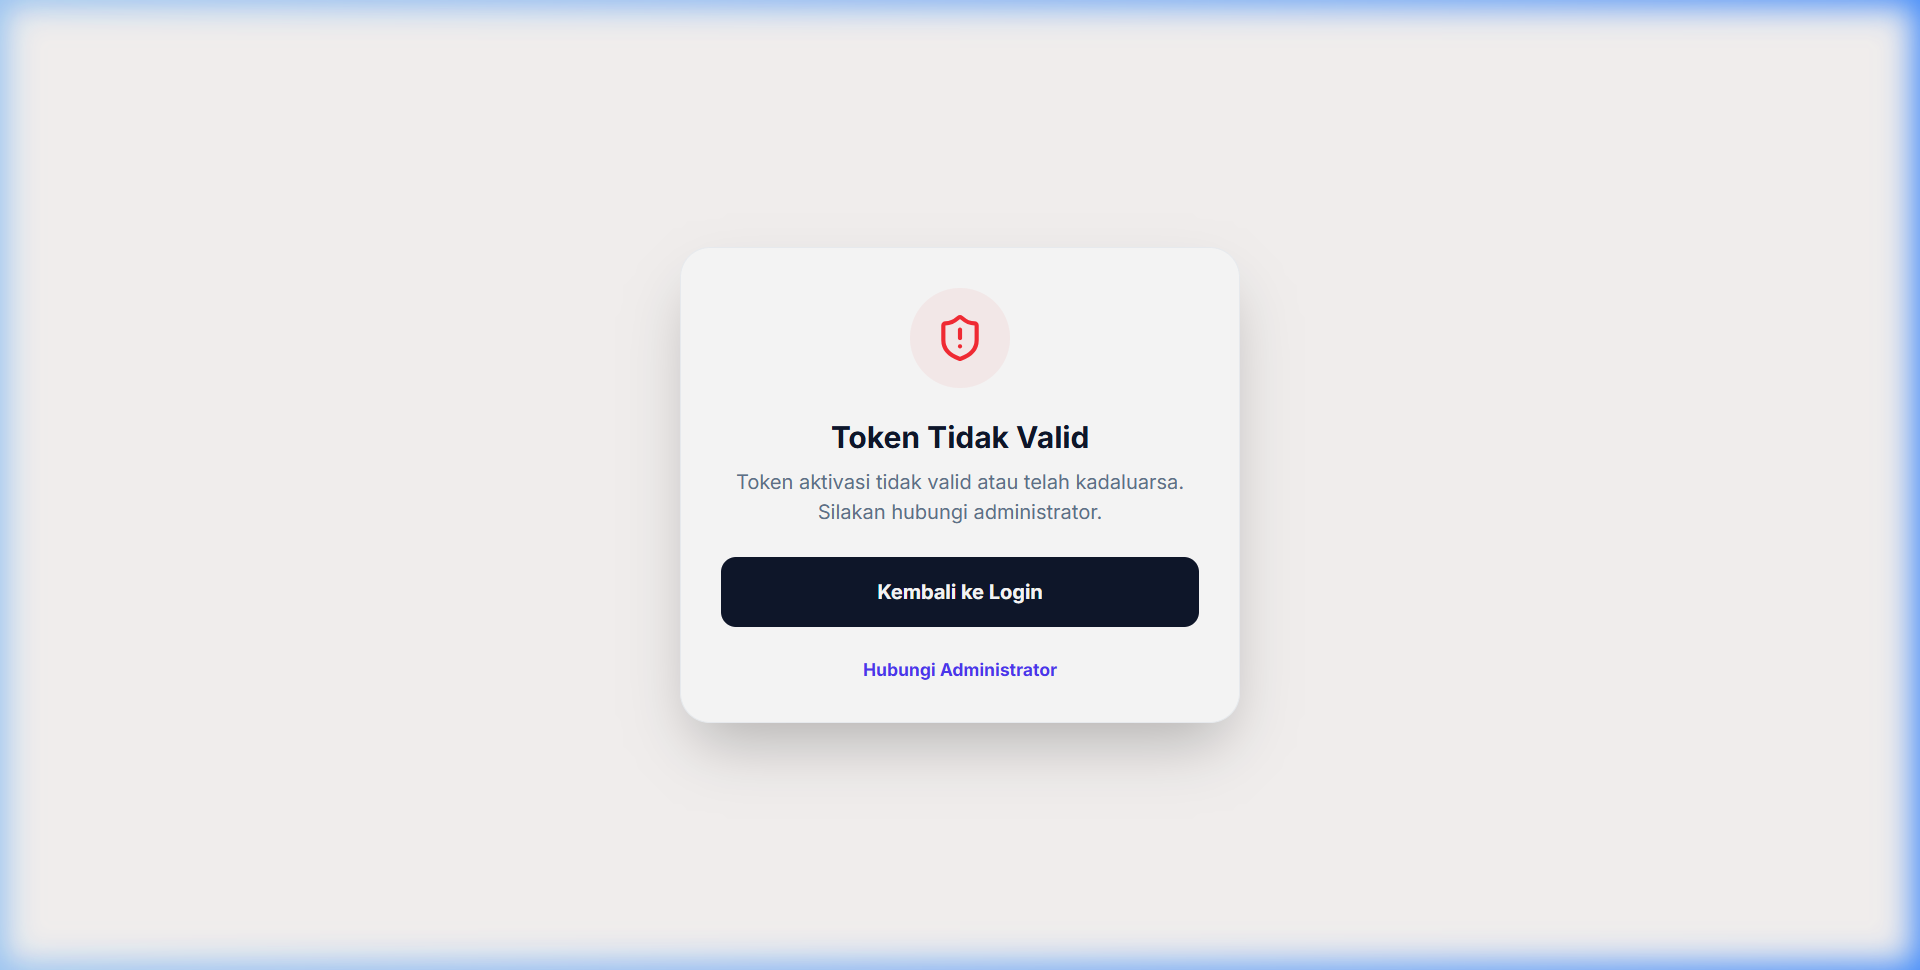 Token Tidak Valid
Token aktivasi tidak valid atau telah kadaluarsa.
Silakan hubungi administrator.
Kembali ke Login
Hubungi Administrator